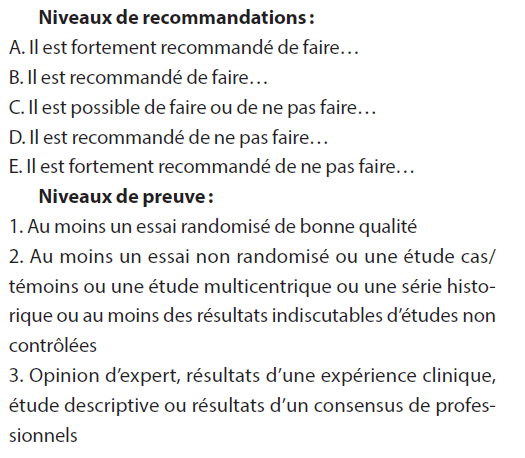 Niveaux de recommandations :
A. Il est fortement recommandé de faire…
B. Il est recommandé de faire…
C. Il est possible de faire ou de ne pas faire…
D. Il est recommandé de ne pas faire…
E. Il est fortement recommandé de ne pas faire…
Niveaux de preuve :
1. Au moins un essai randomisé de bonne qualité
2. Au moins un essai non randomisé ou une étude cas/
témoins ou une étude multicentrique ou une série histo-
rique ou au moins des résultats indiscutables d’études non
contrôlées
3. Opinion d’expert, résultats d’une expérience clinique,
étude descriptive ou résultats d’un consensus de profes-
sionnels